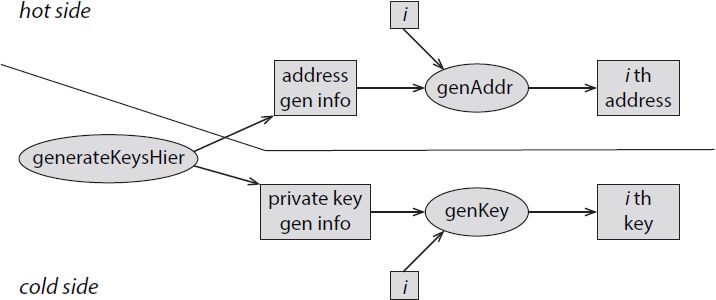 hot side
i
address
gen info
genAddr
i th
address
generateKeysHier
private key
gen info
genKey
i th
key
i
cold side